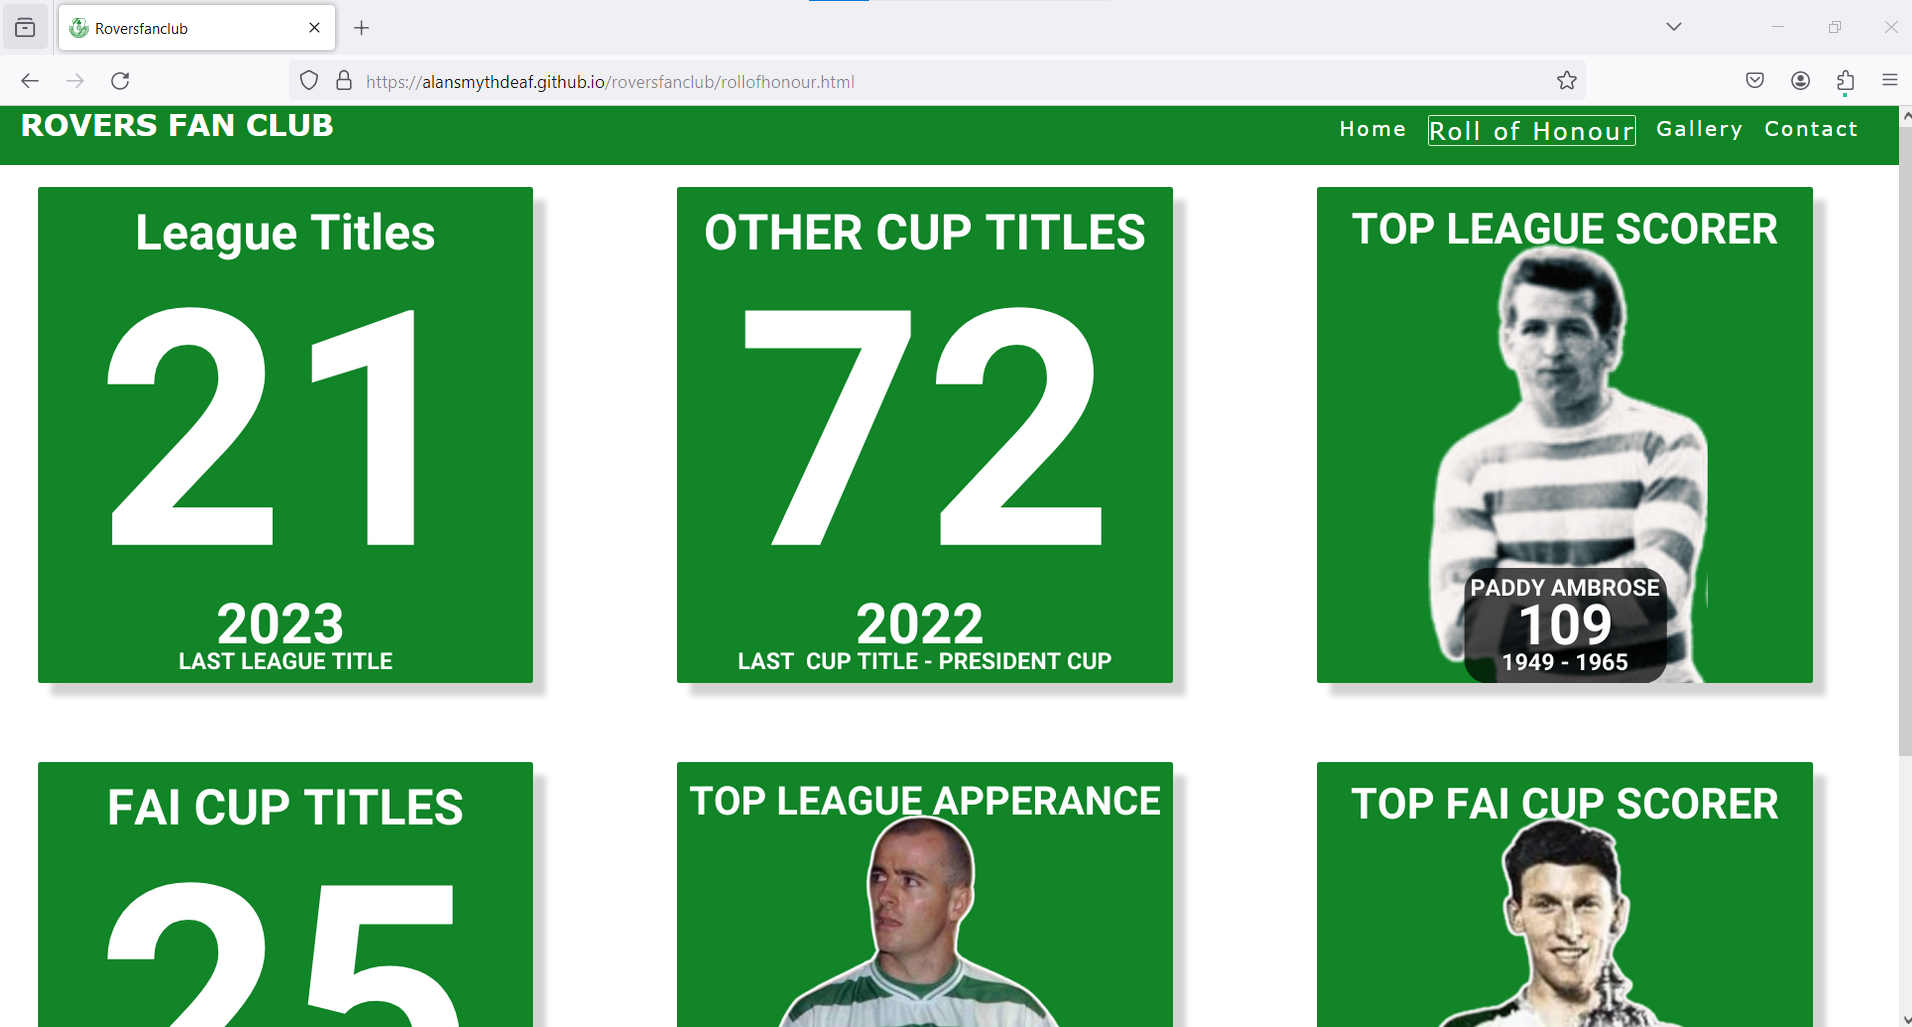 Roversfanclub
https://alansmythdeaf.github.io/roversfanclub/rollofhonour.html
ROVERS FAN CLUB
Home Roll of Honour Gallery Contact
League Titles
21
2023
LAST LEAGUE TITLE
OTHER CUP TITLES
72
2022
LAST CUP TITLE - PRESIDENT CUP
TOP LEAGUE SCORER
PADDY AMBROSE
109
1949 - 1965
FAI CUP TITLES
25
TOP LEAGUE APPERANCE
TOP FAI CUP SCORER